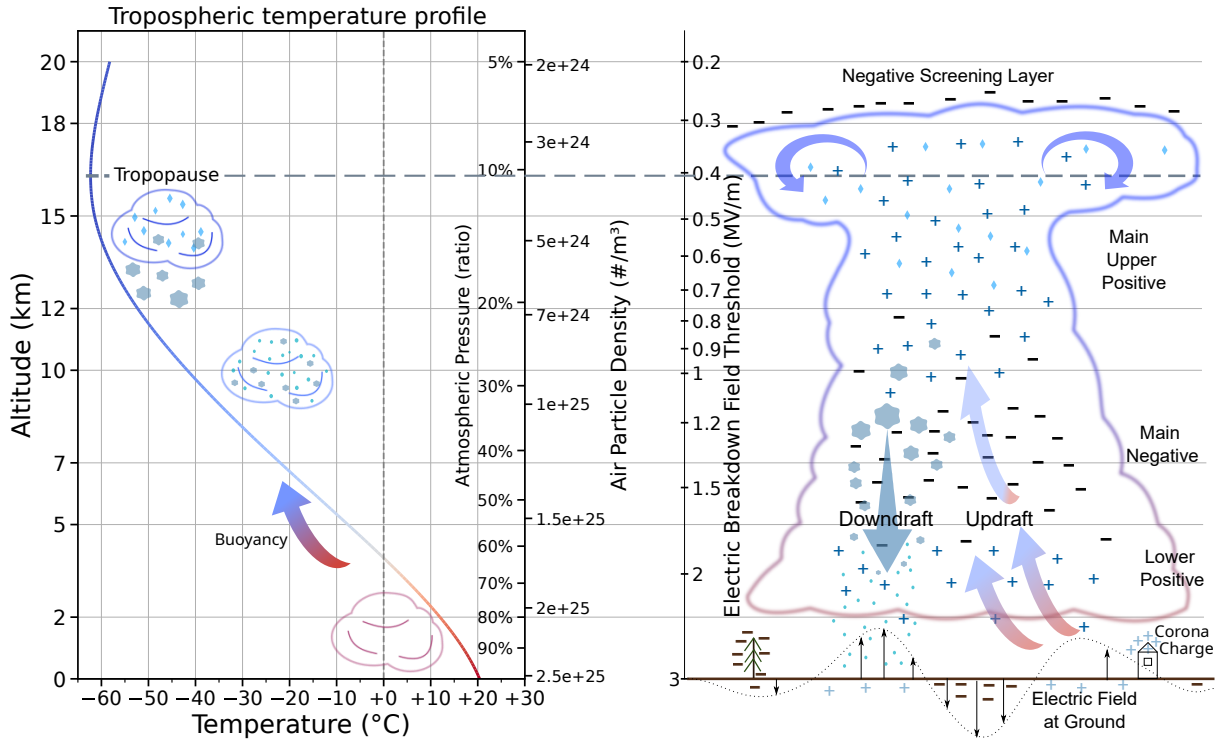 Tropospheric temperature profile
Altitude (km)
20
18
15
12
10
7
5
2
0
Tropopause
Buoyancy
−60
−50
−40
−30
−20
−10
+0
+10
+20
+30
Temperature (°C)
Atmospheric Pressure (ratio)
5%
10%
20%
30%
40%
50%
60%
70%
80%
90%
Air Particle Density (#/m³)
2e+24
3e+24
5e+24
7e+24
1e+25
1.5e+25
2e+25
2.5e+25
Electric Breakdown Field Threshold (MV/m)
0.2
0.3
0.4
0.5
0.6
0.7
0.8
0.9
1
1.2
1.5
2
3
Negative Screening Layer
Main
Upper
Positive
Main
Negative
Downdraft
Updraft
Lower
Positive
Corona
Charge
Electric Field
at Ground